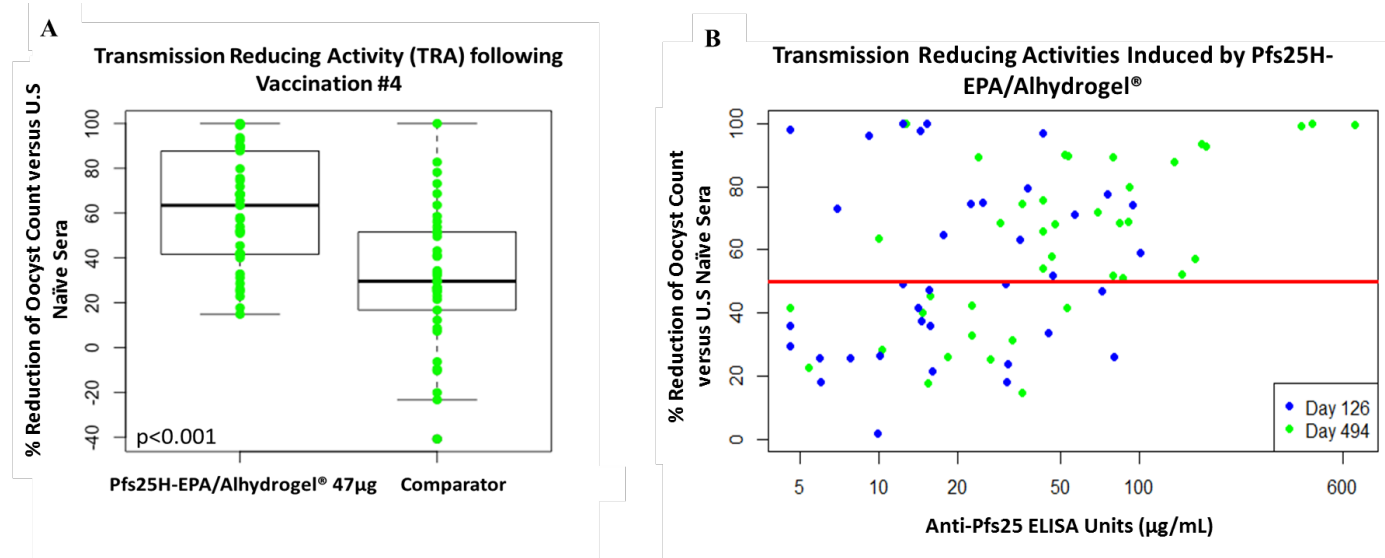 A
Transmission Reducing Activity (TRA) following
Vaccination #4
% Reduction of Oocyst Count versus U.S
Naïve Sera
100
80
60
40
20
0
-20
-40
p<0.001
Pfs25H-EPA/Alhydrogel® 47µg
Comparator
B
Transmission Reducing Activities Induced by Pfs25H-
EPA/Alhydrogel®
% Reduction of Oocyst Count
versus U.S Naïve Sera
100
80
60
40
20
0
Day 126
Day 494
5 10 20 50 100 600
Anti-Pfs25 ELISA Units (µg/mL)